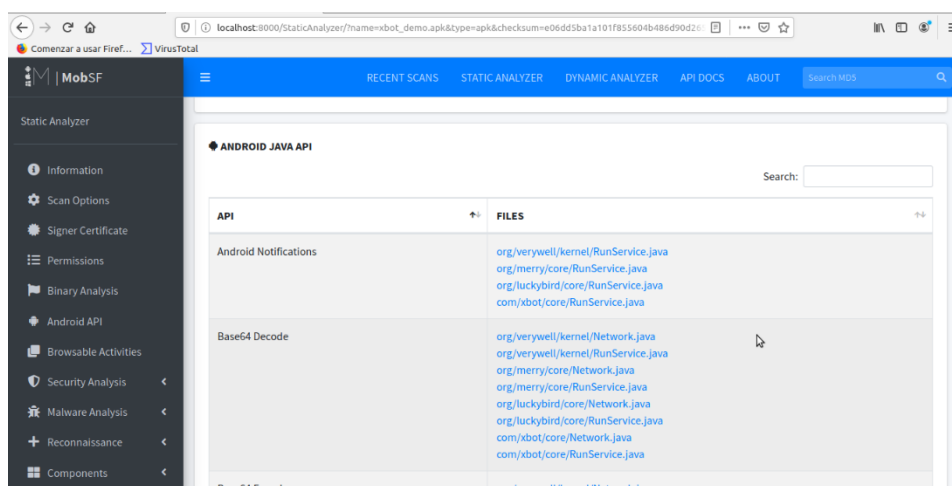 localhost:8000/StaticAnalyzer/?name=xbot_demo.apk&type=apk&checksum=e06dd5ba1a101f855604b486d90d26
Comenzar a usar Firef... VirusTotal
MobSF
RECENT SCANS STATIC ANALYZER DYNAMIC ANALYZER API DOCS ABOUT Search MD5
Static Analyzer
Information
Scan Options
Signer Certificate
Permissions
Binary Analysis
Android API
Browsable Activities
Security Analysis
Malware Analysis
Reconnaissance
Components
ANDROID JAVA API
Search:
API FILES
Android Notifications
org/verywell/kernel/RunService.java
org/merry/core/RunService.java
org/luckybird/core/RunService.java
com/xbot/core/RunService.java
Base64 Decode
org/verywell/kernel/Network.java
org/verywell/kernel/RunService.java
org/merry/core/Network.java
org/merry/core/RunService.java
org/luckybird/core/Network.java
org/luckybird/core/RunService.java
com/xbot/core/Network.java
com/xbot/core/RunService.java